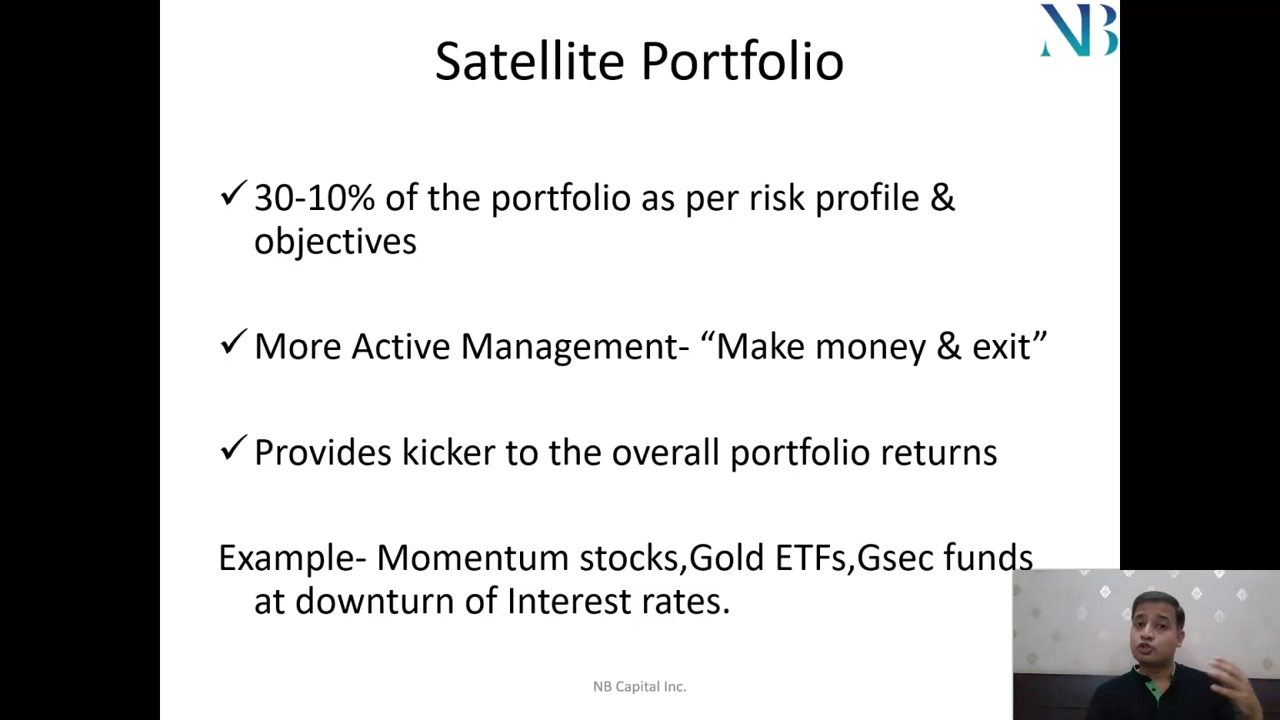 NB
Satellite Portfolio
✓ 30-10% of the portfolio as per risk profile &
objectives
✓ More Active Management- “Make money & exit”
✓ Provides kicker to the overall portfolio returns
Example- Momentum stocks,Gold ETFs,Gsec funds
at downturn of Interest rates.
NB Capital Inc.